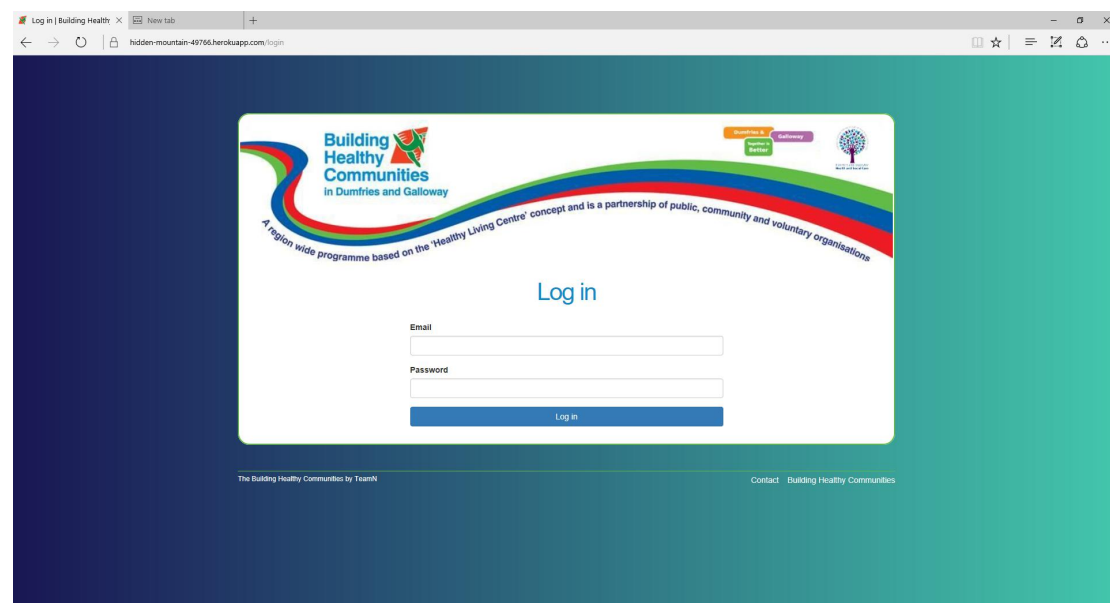 Log in | Building Healthy
New tab
hidden-mountain-49766.herokuapp.com/login
Building
Healthy
Communities
in Dumfries and Galloway
Dumfries &
Galloway
Together is
Better
A region wide programme based on the 'Healthy Living Centre' concept and is a partnership of public, community and voluntary organisations
Log in
Email
Password
Log in
The Building Healthy Communities by TeamN
Contact Building Healthy Communities